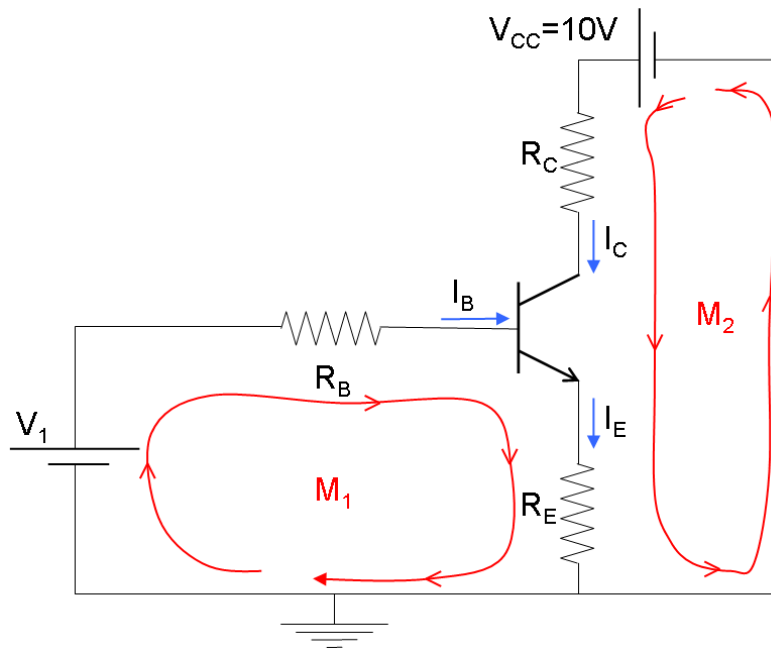 V_CC=10V
R_C
I_C
I_B
M_2
R_B
V_1
I_E
M_1
R_E